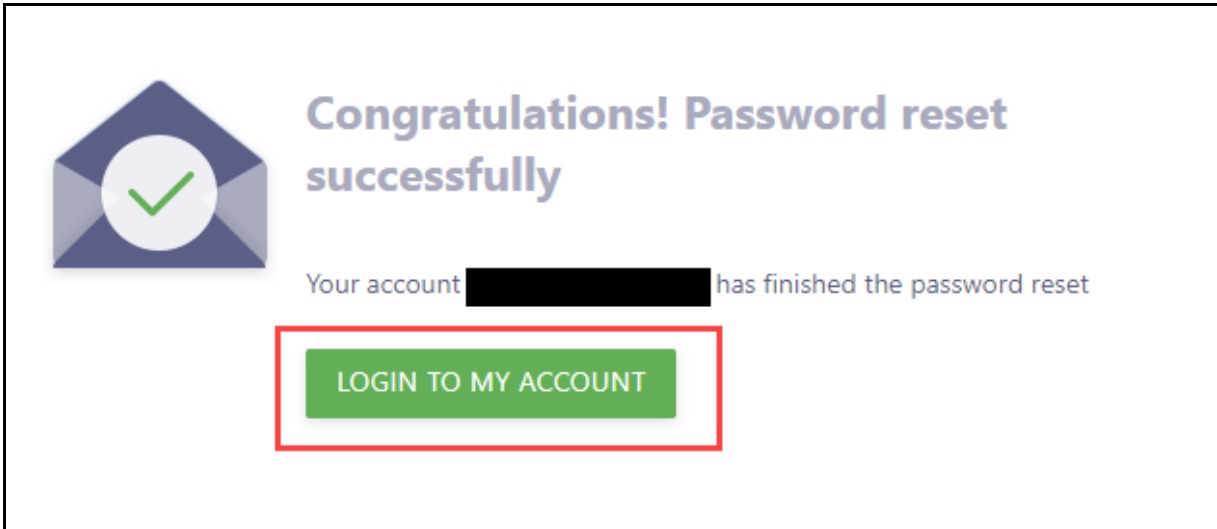 Congratulations! Password reset
successfully
Your account has finished the password reset
LOGIN TO MY ACCOUNT